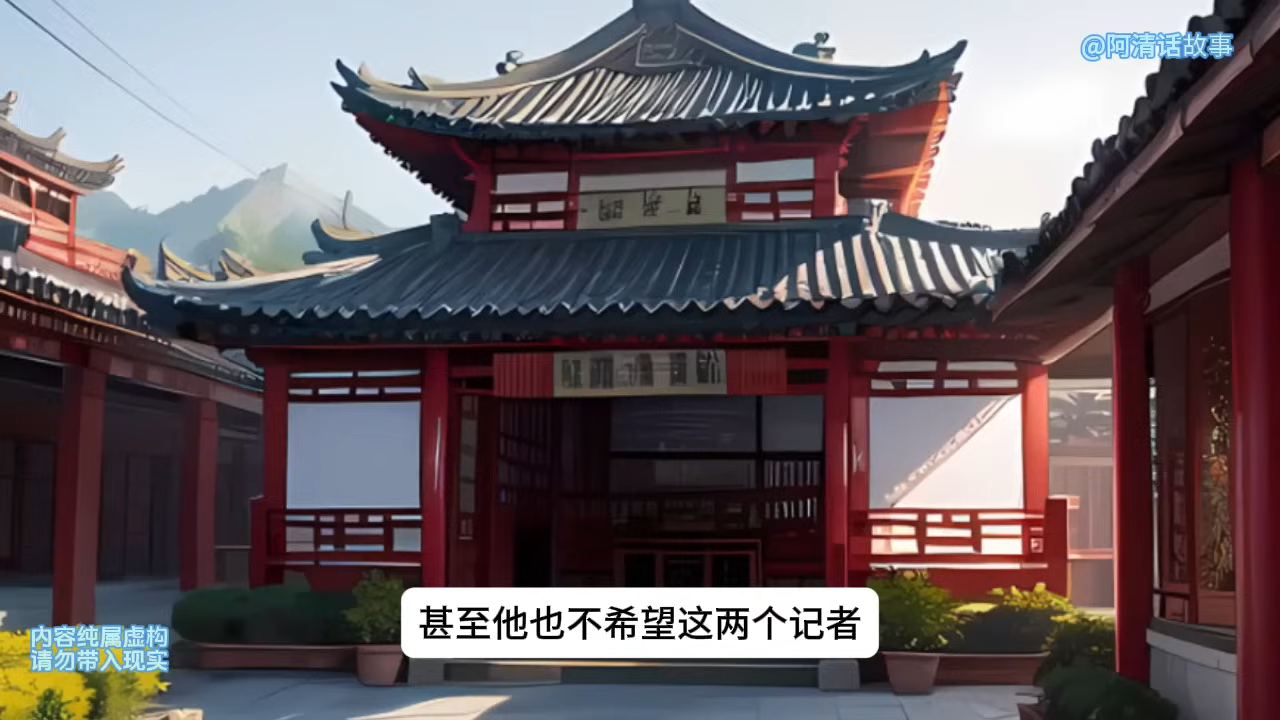 @阿清话故事
甚至他也不希望这两个记者
内容纯属虚构
请勿带入现实